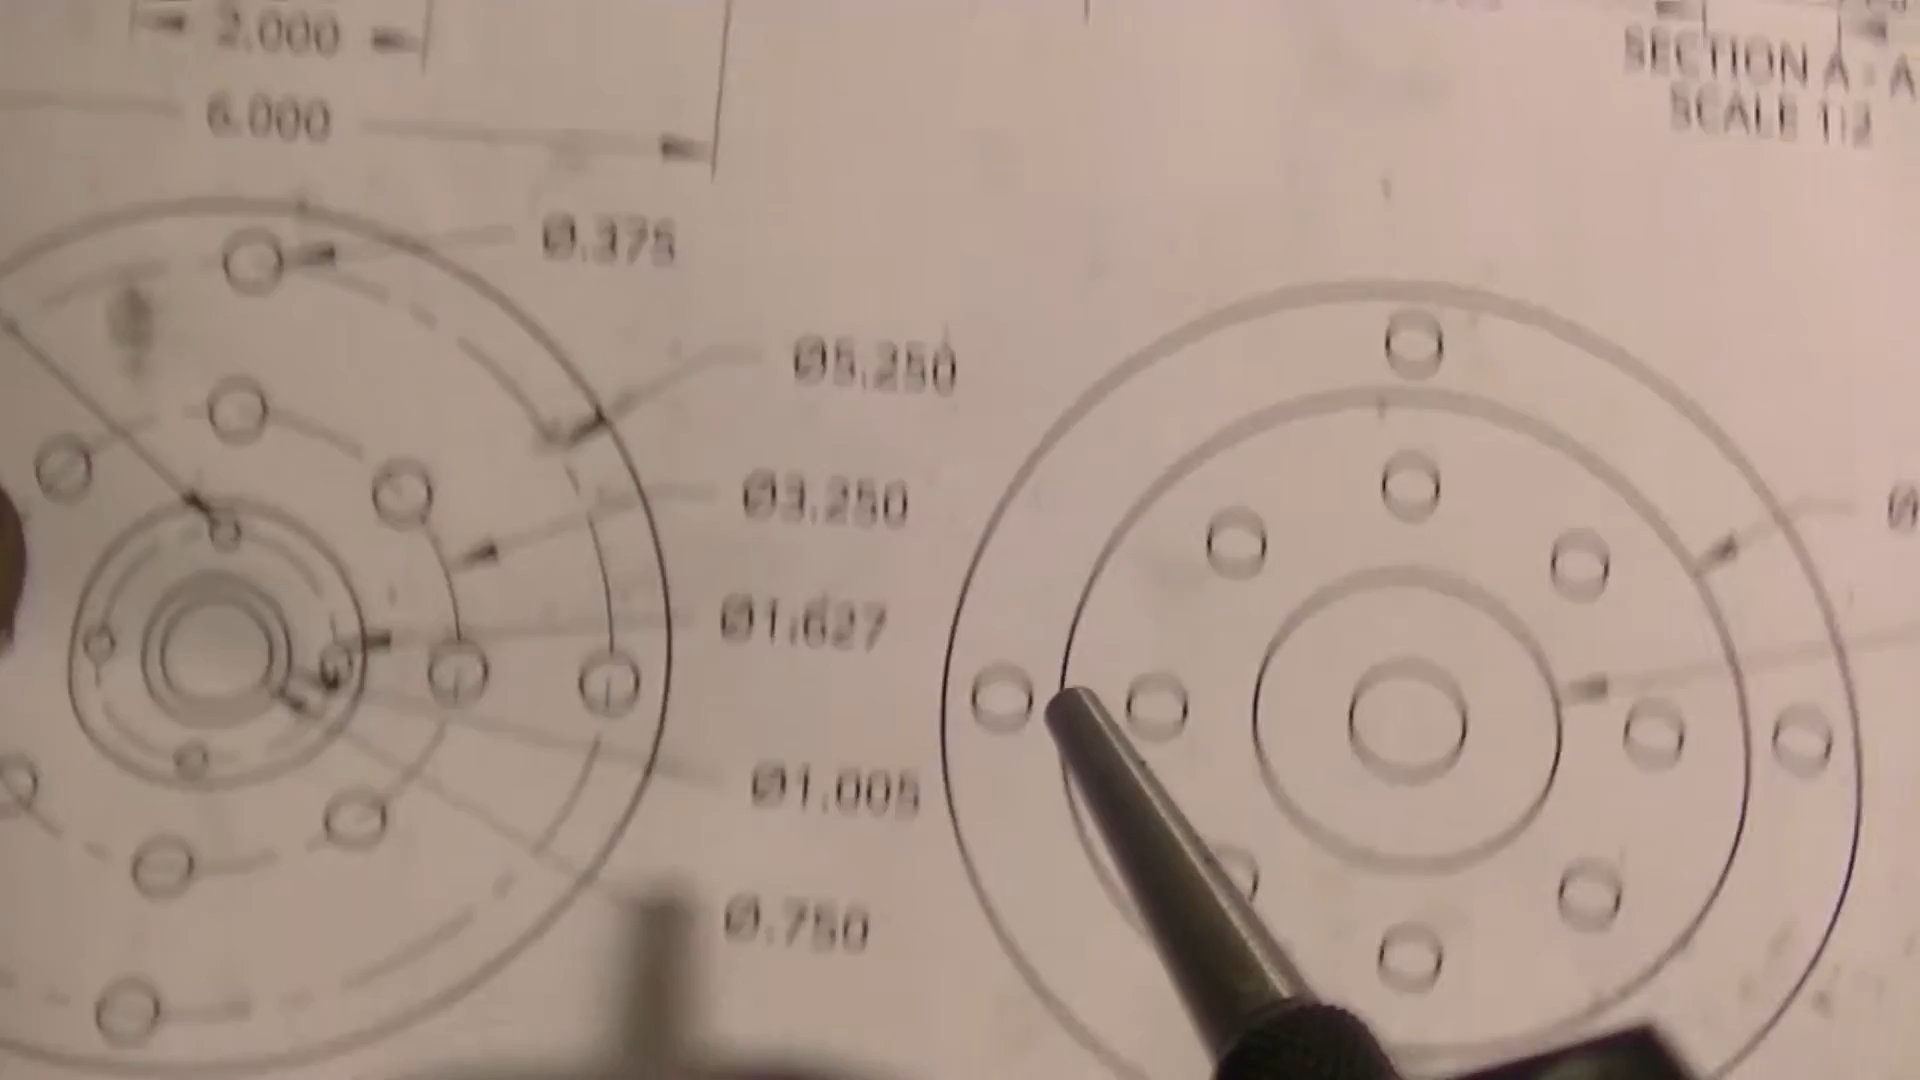 2.000
6.000
SECTION A - A
SCALE 1:2
Ø.375
Ø5.250
Ø3.250
Ø1.627
Ø1.005
Ø.750
Ø